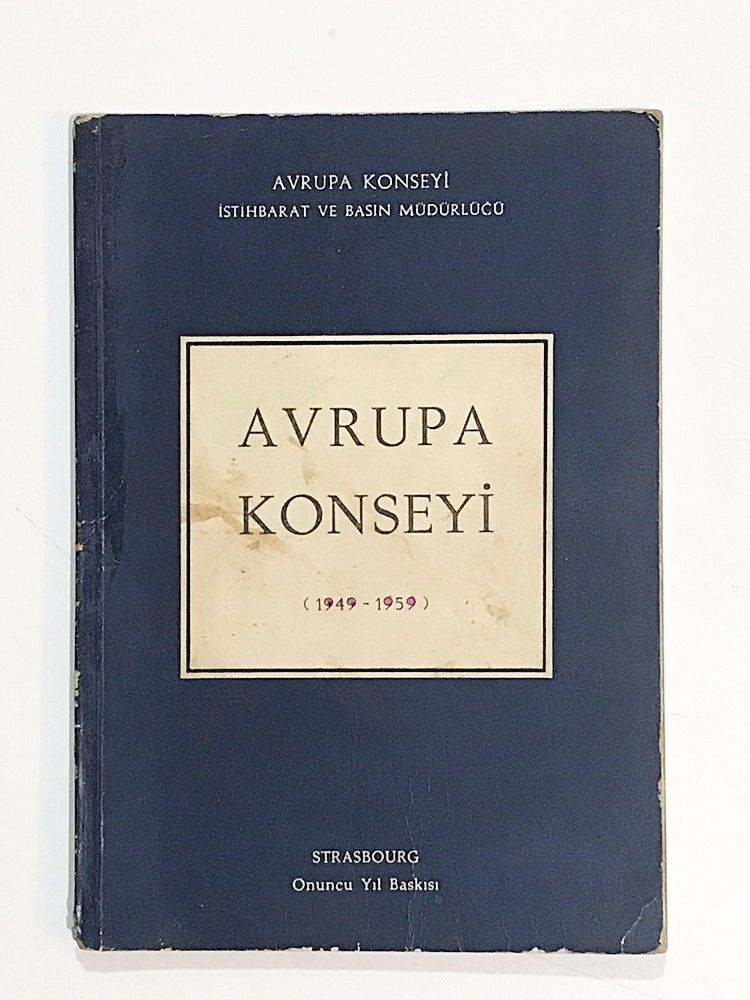 AVRUPA KONSEYİ
İSTİHBARAT VE BASIN MÜDÜRLÜĞÜ
AVRUPA
KONSEYİ
(1949-1959)
STRASBOURG
Onuncu Yıl Baskısı